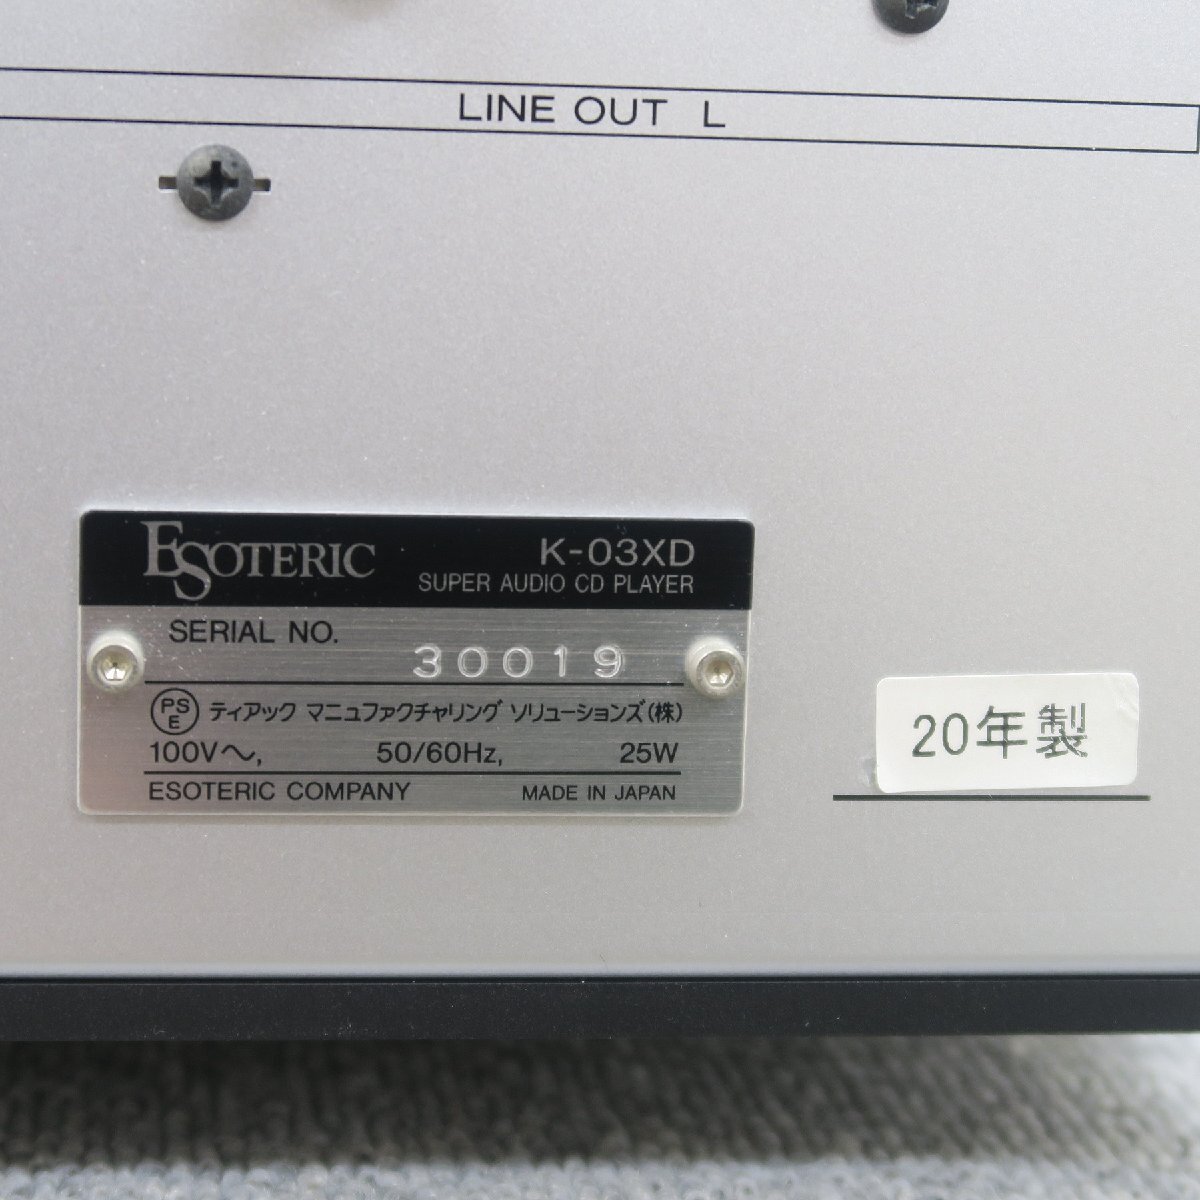 LINE OUT L
ESOTERIC K-03XD
SUPER AUDIO CD PLAYER
SERIAL NO.
30019
PSE ティアック マニュファクチャリング ソリューションズ(株)
100V～, 50/60Hz, 25W
ESOTERIC COMPANY MADE IN JAPAN
20年製